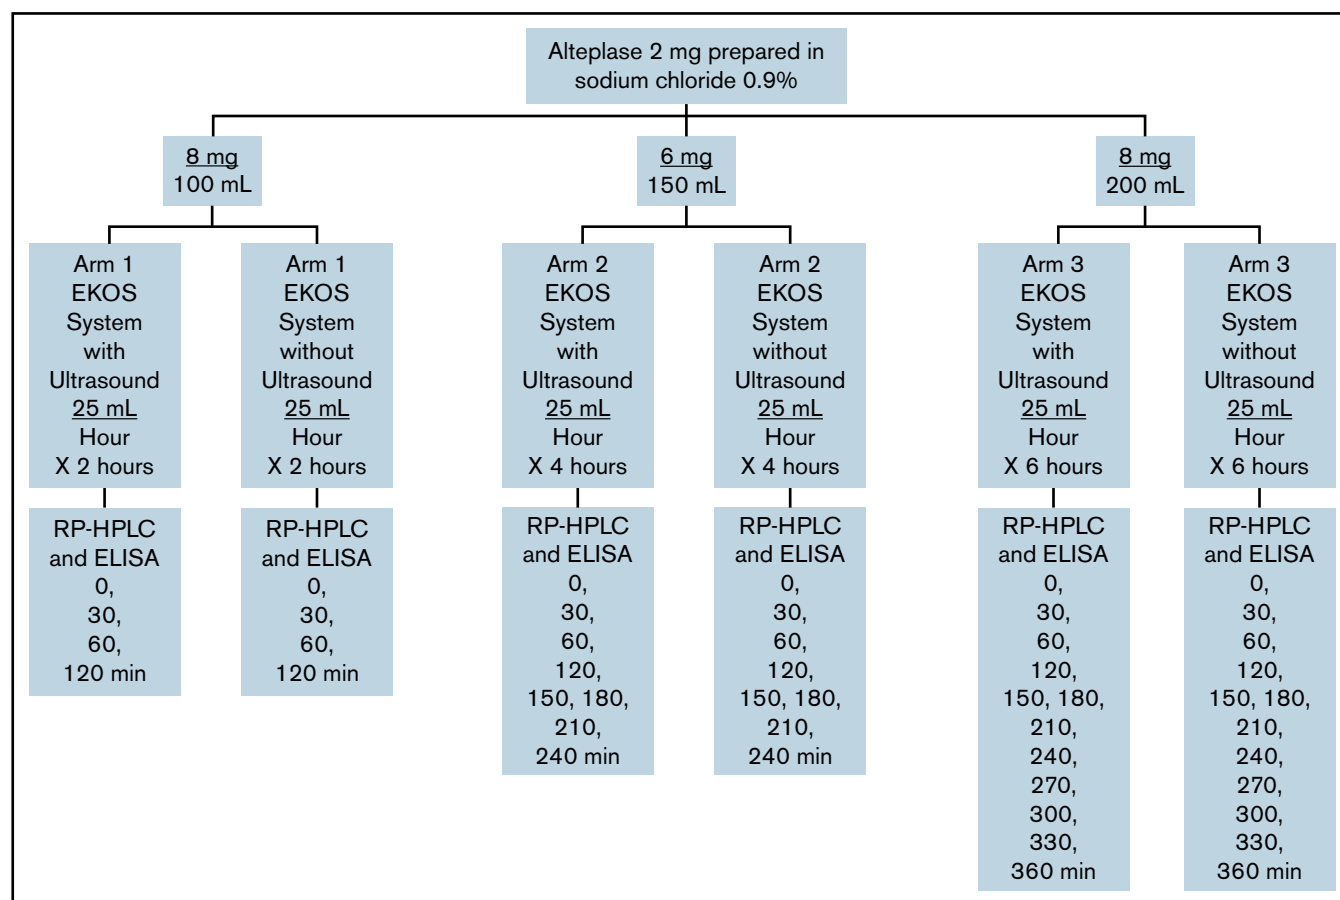 Alteplase 2 mg prepared in
sodium chloride 0.9%
8 mg
100 mL
6 mg
150 mL
8 mg
200 mL
Arm 1
EKOS
System
with
Ultrasound
25 mL
Hour
X 2 hours
Arm 1
EKOS
System
without
Ultrasound
25 mL
Hour
X 2 hours
Arm 2
EKOS
System
with
Ultrasound
25 mL
Hour
X 4 hours
Arm 2
EKOS
System
without
Ultrasound
25 mL
Hour
X 4 hours
Arm 3
EKOS
System
with
Ultrasound
25 mL
Hour
X 6 hours
Arm 3
EKOS
System
without
Ultrasound
25 mL
Hour
X 6 hours
RP-HPLC
and ELISA
0,
30,
60,
120 min
RP-HPLC
and ELISA
0,
30,
60,
120 min
RP-HPLC
and ELISA
0,
30,
60,
120,
150, 180,
210,
240 min
RP-HPLC
and ELISA
0,
30,
60,
120,
150, 180,
210,
240 min
RP-HPLC
and ELISA
0,
30,
60,
120,
150, 180,
210,
240,
270,
300,
330,
360 min
RP-HPLC
and ELISA
0,
30,
60,
120,
150, 180,
210,
240,
270,
300,
330,
360 min